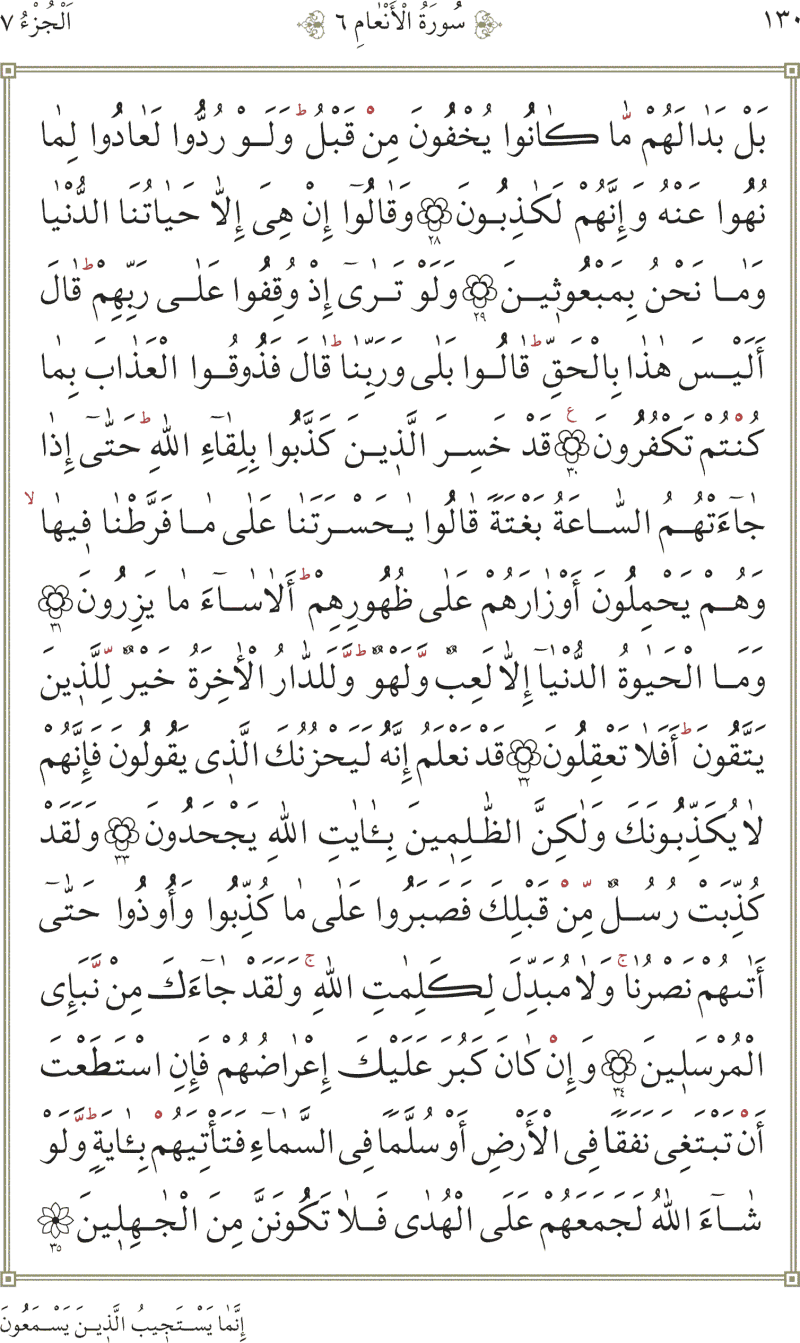 ١٣٠ سُورَةُ الْأَنْعَامِ ٦ اَلْجُزْءُ ٧
بَلْ بَدَا لَهُمْ مَّا كَانُوا يُخْفُونَ مِنْ قَبْلُ ۖ وَلَوْ رُدُّوا لَعَادُوا لِمَا
نُهُوا عَنْهُ وَإِنَّهُمْ لَكَاذِبُونَ ٢٨ وَقَالُوٓا إِنْ هِيَ إِلَّا حَيَاتُنَا الدُّنْيَا
وَمَا نَحْنُ بِمَبْعُوثِينَ ٢٩ وَلَوْ تَرَىٰٓ إِذْ وُقِفُوا عَلَىٰ رَبِّهِمْ ۚ ط قَالَ
أَلَيْسَ هَٰذَا بِالْحَقِّ ط قَالُوا بَلَىٰ وَرَبِّنَا ط قَالَ فَذُوقُوا الْعَذَابَ بِمَا
كُنْتُمْ تَكْفُرُونَ ٣٠ ع قَدْ خَسِرَ الَّذِينَ كَذَّبُوا بِلِقَآءِ اللّٰهِ ط حَتّٰىٓ إِذَا
جَآءَتْهُمُ السَّاعَةُ بَغْتَةً قَالُوا يٰحَسْرَتَنَا عَلَىٰ مَا فَرَّطْنَا فِيهَا لا
وَهُمْ يَحْمِلُونَ أَوْزَارَهُمْ عَلَىٰ ظُهُورِهِمْ ط أَلَا سَآءَ مَا يَزِرُونَ ٣١
وَمَا الْحَيٰوةُ الدُّنْيَآ إِلَّا لَعِبٌ وَّلَهْوٌ ط وَّلَلدَّارُ الْأٰخِرَةُ خَيْرٌ لِّلَّذِينَ
يَتَّقُونَ ط أَفَلَا تَعْقِلُونَ ٣٢ قَدْ نَعْلَمُ إِنَّهُ لَيَحْزُنُكَ الَّذِى يَقُولُونَ فَإِنَّهُمْ
لَا يُكَذِّبُونَكَ وَلٰكِنَّ الظّٰلِمِينَ بِـَٔايٰتِ اللّٰهِ يَجْحَدُونَ ٣٣ وَلَقَدْ
كُذِّبَتْ رُسُلٌ مِّنْ قَبْلِكَ فَصَبَرُوا عَلَىٰ مَا كُذِّبُوا وَأُوذُوا حَتّٰىٓ
أَتٰىهُمْ نَصْرُنَا ج وَلَا مُبَدِّلَ لِكَلِمٰتِ اللّٰهِ ج وَلَقَدْ جَآءَكَ مِنْ نَّبَإِى
الْمُرْسَلِينَ ٣٤ وَإِنْ كَانَ كَبُرَ عَلَيْكَ إِعْرَاضُهُمْ فَإِنِ اسْتَطَعْتَ
أَنْ تَبْتَغِىَ نَفَقًا فِى الْأَرْضِ أَوْ سُلَّمًا فِى السَّمَآءِ فَتَأْتِيَهُمْ بِـَٔايَةٍ ط وَّلَوْ
شَآءَ اللّٰهُ لَجَمَعَهُمْ عَلَى الْهُدَىٰ فَلَا تَكُونَنَّ مِنَ الْجٰهِلِينَ ٣٥
إِنَّمَا يَسْتَجِيبُ الَّذِينَ يَسْمَعُونَ